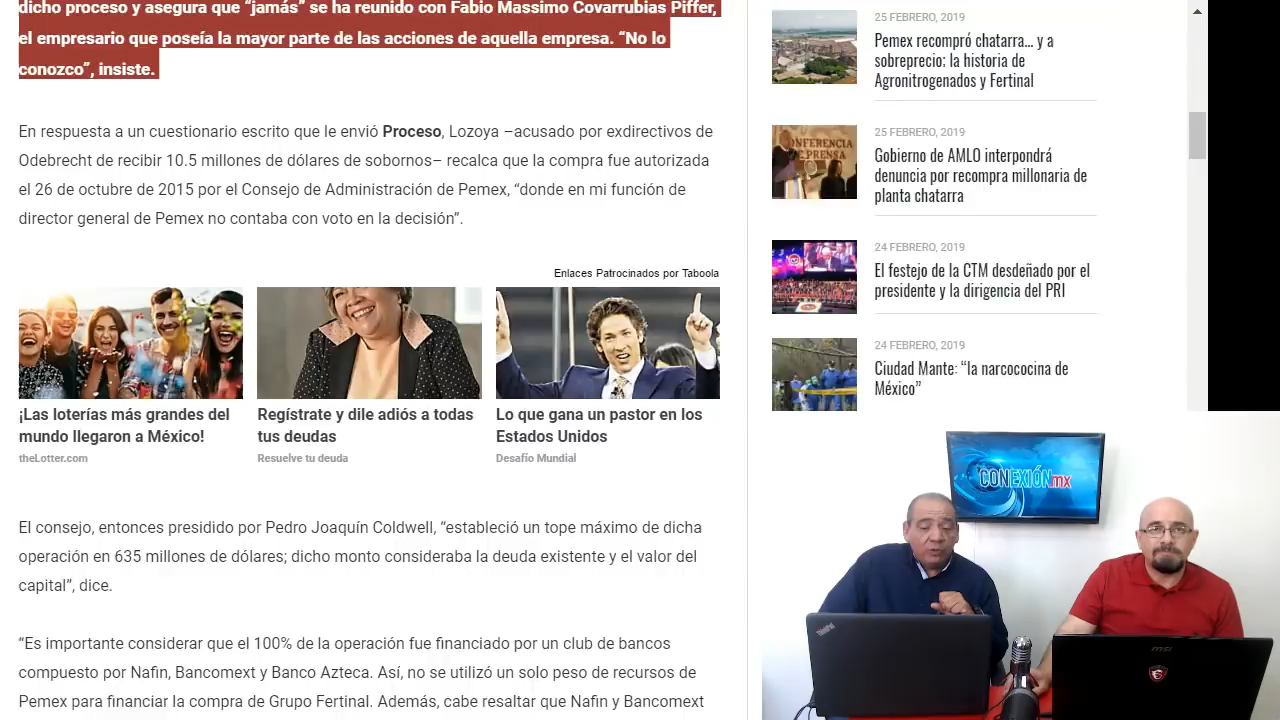 dicho proceso y asegura que “jamás” se ha reunido con Fabio Massimo Covarrubias Piffer,
el empresario que poseía la mayor parte de las acciones de aquella empresa. “No lo
conozco”, insiste.
En respuesta a un cuestionario escrito que le envió Proceso, Lozoya –acusado por exdirectivos de
Odebrecht de recibir 10.5 millones de dólares de sobornos– recalca que la compra fue autorizada
el 26 de octubre de 2015 por el Consejo de Administración de Pemex, “donde en mi función de
director general de Pemex no contaba con voto en la decisión”.
Enlaces Patrocinados por Taboola
¡Las loterías más grandes del
mundo llegaron a México!
theLotter.com
Regístrate y dile adiós a todas
tus deudas
Resuelve tu deuda
Lo que gana un pastor en los
Estados Unidos
Desafío Mundial
El consejo, entonces presidido por Pedro Joaquín Coldwell, “estableció un tope máximo de dicha
operación en 635 millones de dólares; dicho monto consideraba la deuda existente y el valor del
capital”, dice.
“Es importante considerar que el 100% de la operación fue financiado por un club de bancos
compuesto por Nafin, Bancomext y Banco Azteca. Así, no se utilizó un solo peso de recursos de
Pemex para financiar la compra de Grupo Fertinal. Además, cabe resaltar que Nafin y Bancomext
25 FEBRERO, 2019
Pemex recompró chatarra... y a
sobreprecio; la historia de
Agronitrogenados y Fertinal
25 FEBRERO, 2019
CONFERENCIA
DE PRENSA
Gobierno de AMLO interpondrá
denuncia por recompra millonaria de
planta chatarra
24 FEBRERO, 2019
El festejo de la CTM desdeñado por el
presidente y la dirigencia del PRI
24 FEBRERO, 2019
Ciudad Mante: “la narcococina de
México”
CONEXIÓN.mx
ThinkPad
msi